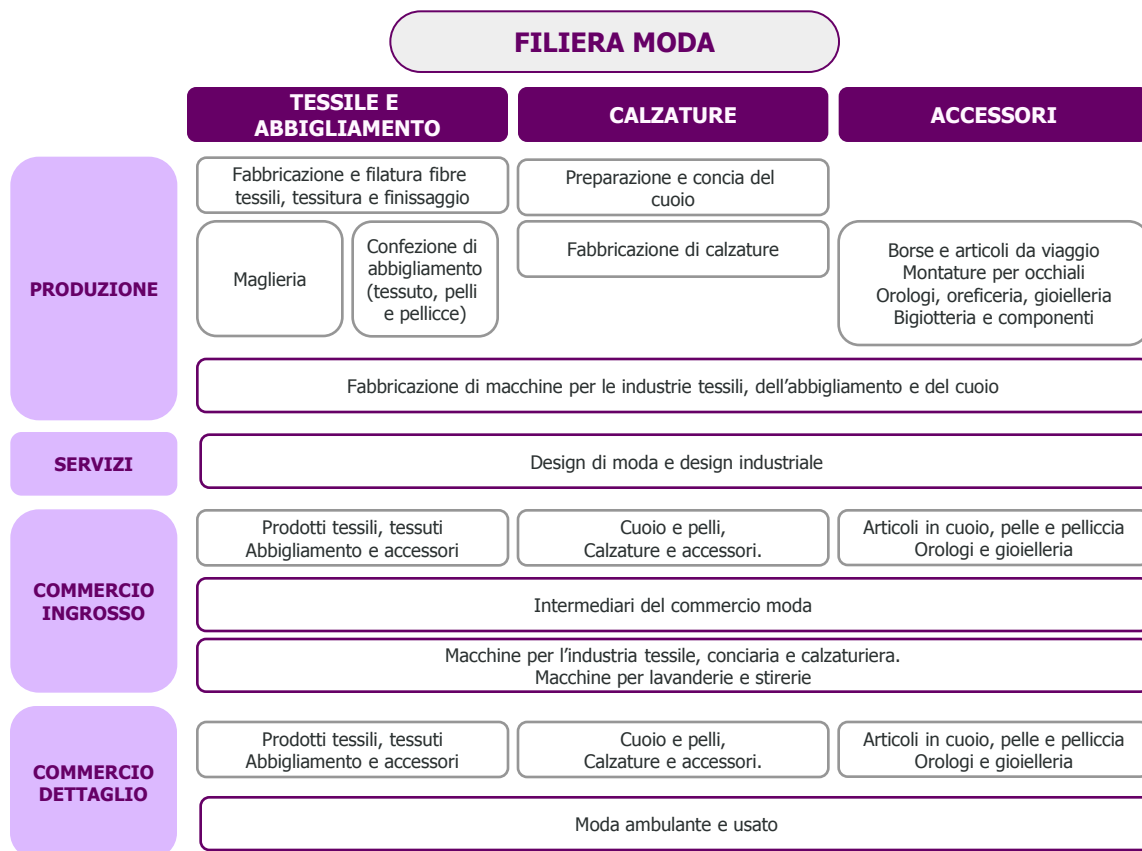 FILIERA MODA
TESSILE E
ABBIGLIAMENTO
CALZATURE
ACCESSORI
PRODUZIONE
Fabbricazione e filatura fibre
tessili, tessitura e finissaggio
Preparazione e concia del
cuoio
Maglieria
Confezione di
abbigliamento
(tessuto, pelli
e pellicce)
Fabbricazione di calzature
Borse e articoli da viaggio
Montature per occhiali
Orologi, oreficeria, gioielleria
Bigiotteria e componenti
Fabbricazione di macchine per le industrie tessili, dell'abbigliamento e del cuoio
SERVIZI
Design di moda e design industriale
COMMERCIO
INGROSSO
Prodotti tessili, tessuti
Abbigliamento e accessori
Cuoio e pelli,
Calzature e accessori.
Articoli in cuoio, pelle e pelliccia
Orologi e gioielleria
Intermediari del commercio moda
Macchine per l'industria tessile, conciaria e calzaturiera.
Macchine per lavanderie e stirerie
COMMERCIO
DETTAGLIO
Prodotti tessili, tessuti
Abbigliamento e accessori
Cuoio e pelli,
Calzature e accessori.
Articoli in cuoio, pelle e pelliccia
Orologi e gioielleria
Moda ambulante e usato